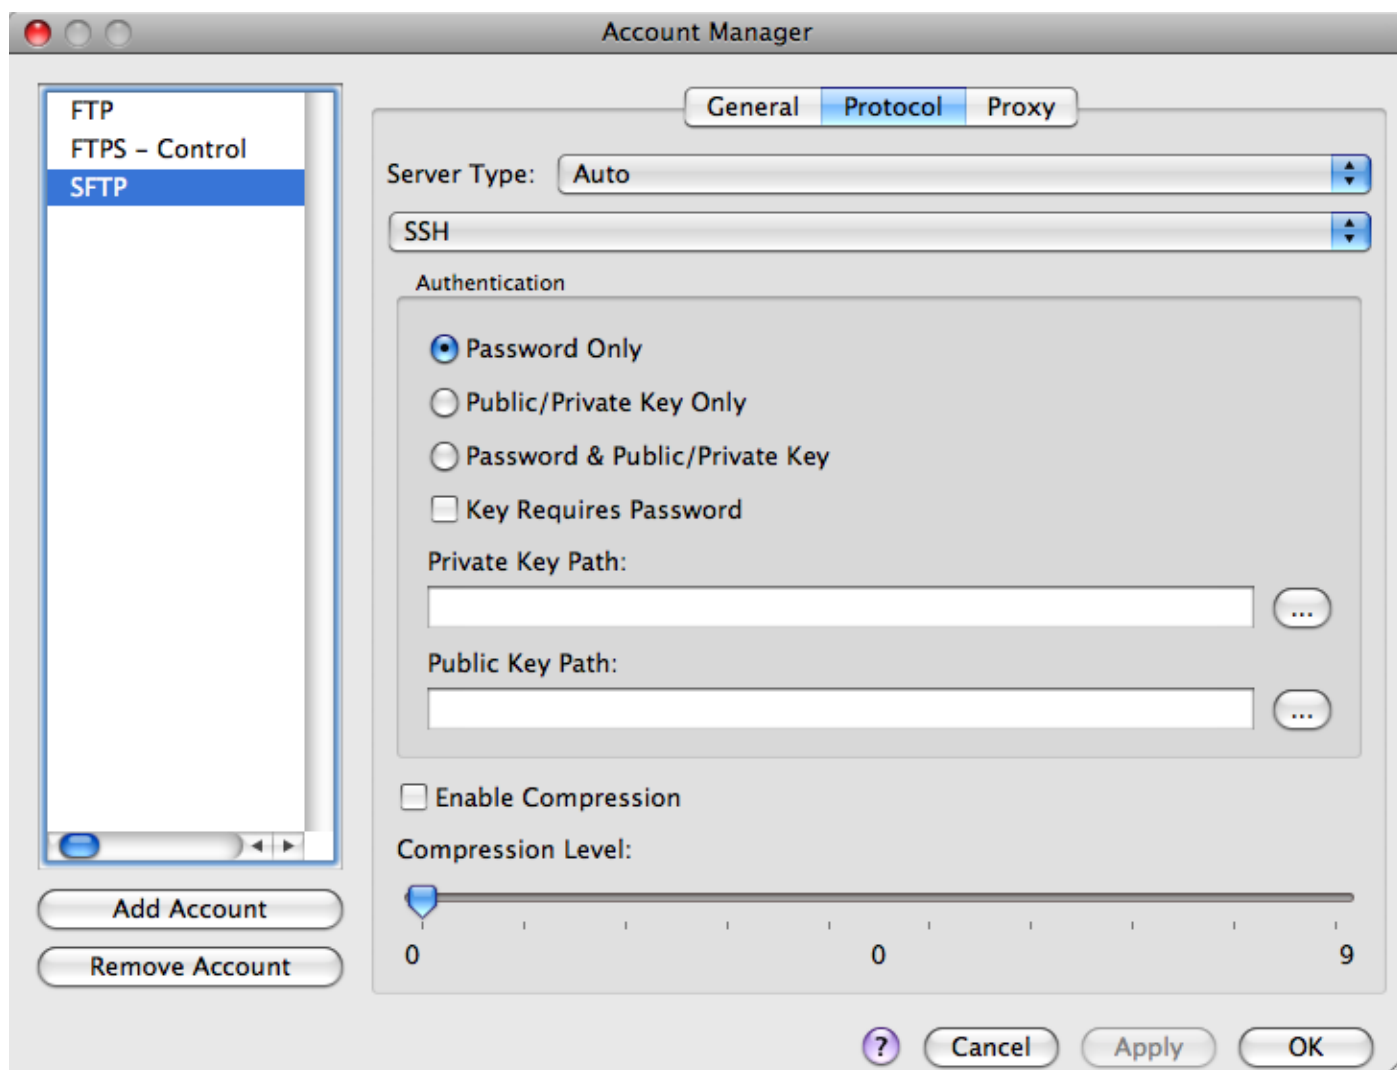 Account Manager
FTP
FTPS - Control
SFTP
General Protocol Proxy
Server Type: Auto
SSH
Authentication
Password Only
Public/Private Key Only
Password & Public/Private Key
Key Requires Password
Private Key Path:
...
Public Key Path:
...
Enable Compression
Compression Level:
0 0 9
Add Account
Remove Account
? Cancel Apply OK